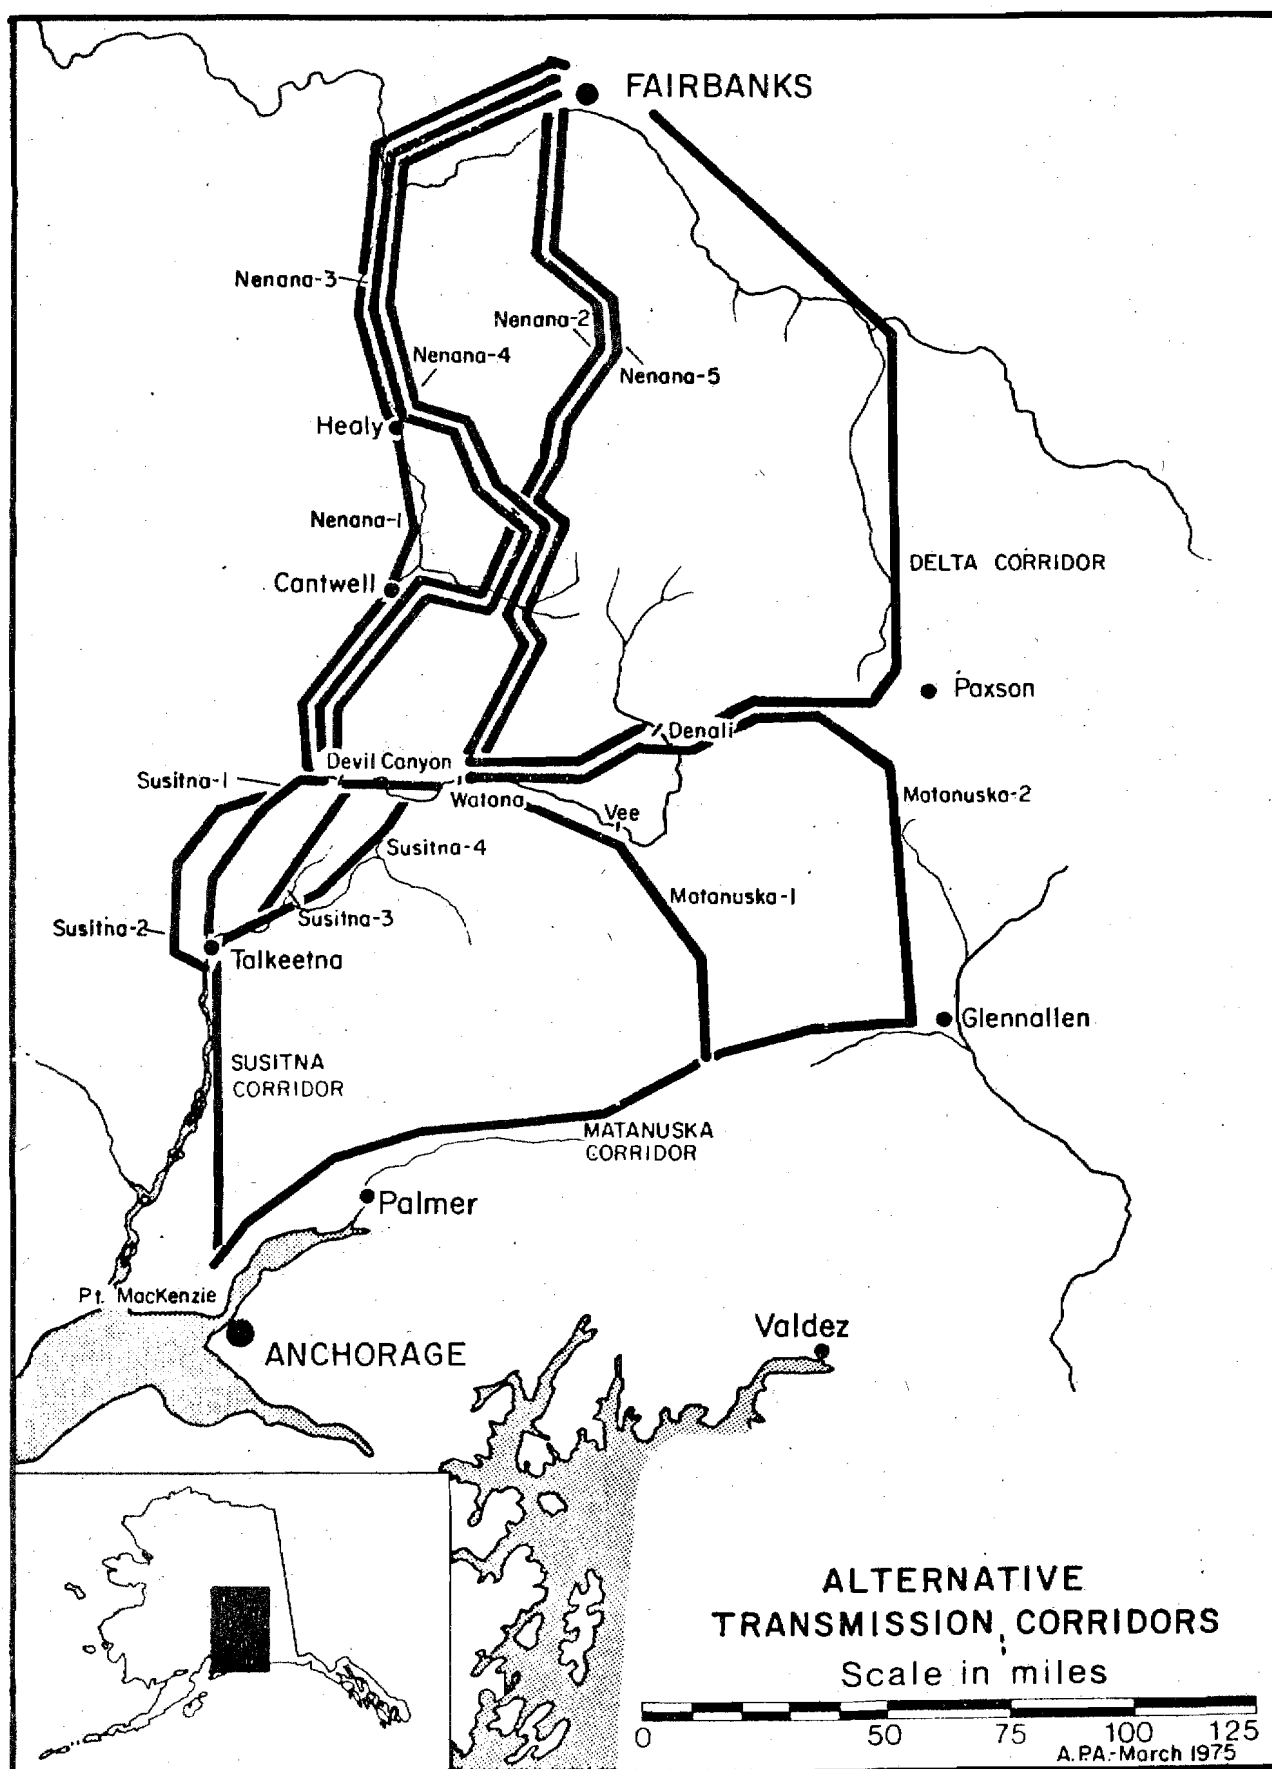 FAIRBANKS
Nenana-3
Nenana-2
Nenana-4
Nenana-5
Healy
Nenana-1
DELTA CORRIDOR
Cantwell
Paxson
Denali
Devil Canyon
Susitna-1
Watana
Matanuska-2
Vee
Susitna-4
Matanuska-1
Susitna-3
Susitna-2
Talkeetna
Glennallen
SUSITNA
CORRIDOR
MATANUSKA
CORRIDOR
Palmer
Pt. MacKenzie
Valdez
ANCHORAGE
ALTERNATIVE
TRANSMISSION CORRIDORS
Scale in miles
0 50 75 100 125
A.P.A.-March 1975